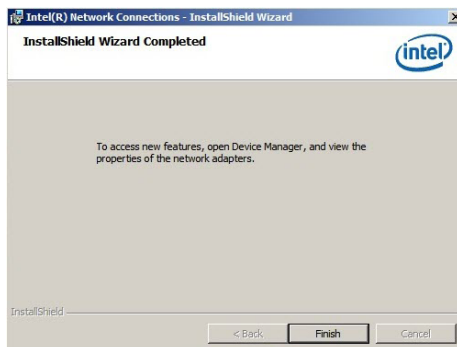 Intel(R) Network Connections - InstallShield Wizard
InstallShield Wizard Completed
intel
To access new features, open Device Manager, and view the
properties of the network adapters.
InstallShield
< Back
Finish
Cancel